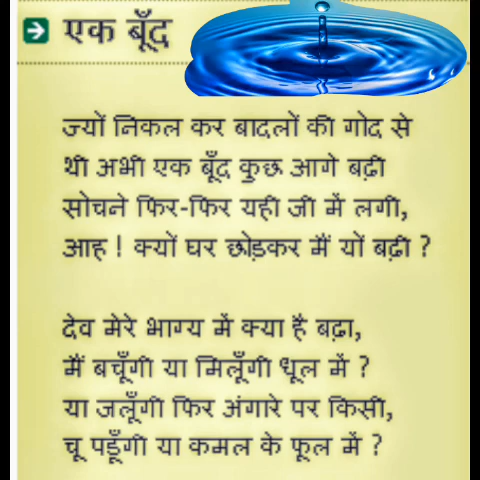 एक बूँद
ज्यों निकल कर बादलों की गोद से
थी अभी एक बूँद कुछ आगे बढ़ी
सोचने फिर-फिर यही जी में लगी,
आह ! क्यों घर छोड़कर मैं यों बढ़ी ?
देव मेरे भाग्य में क्या है बढ़ा,
मैं बचूँगी या मिलूँगी धूल में ?
या जलूँगी फिर अंगारे पर किसी,
चू पडूँगी या कमल के फूल में ?